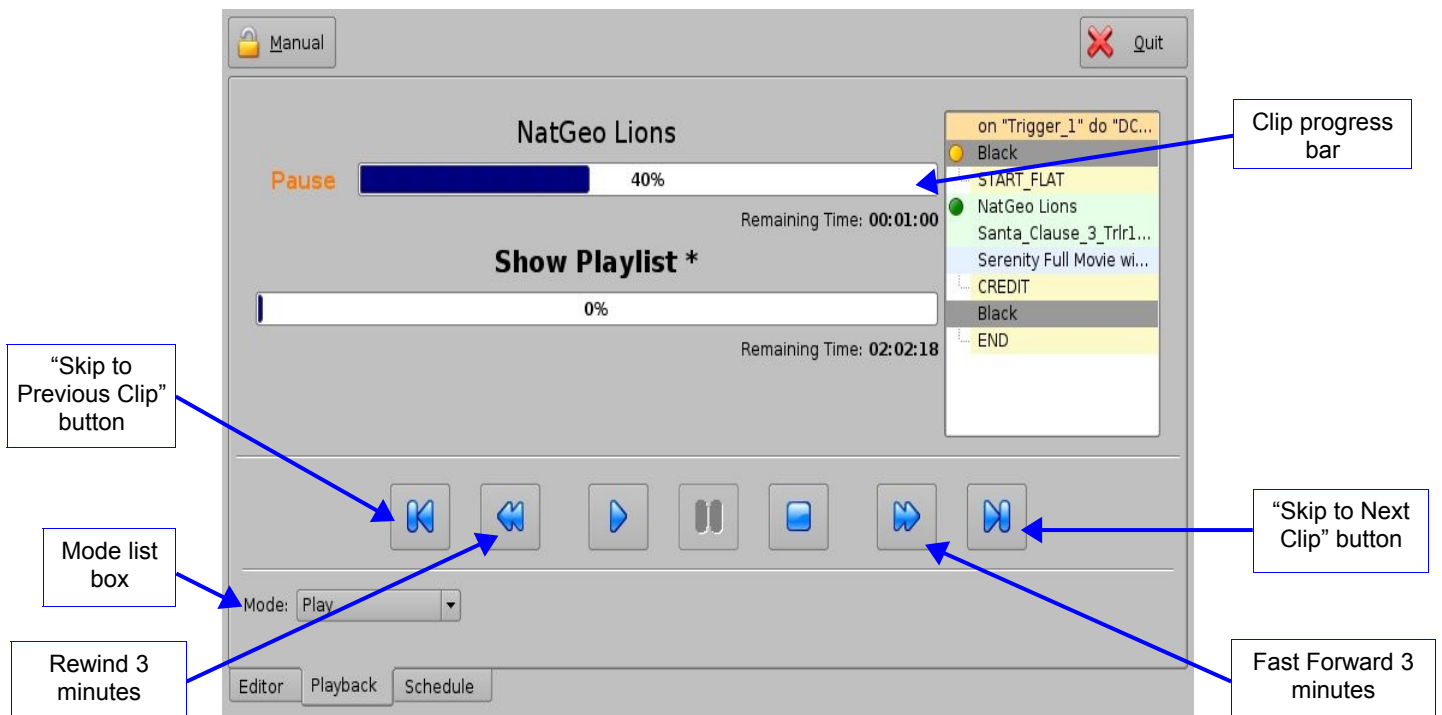 Manual
Quit
NatGeo Lions
Pause
40%
Remaining Time: 00:01:00
Show Playlist *
0%
Remaining Time: 02:02:18
on "Trigger_1" do "DC...
Black
START_FLAT
NatGeo Lions
Santa_Clause_3_Trlr1...
Serenity Full Movie wi...
CREDIT
Black
END
Clip progress
bar
“Skip to
Previous Clip”
button
“Skip to Next
Clip” button
Mode list
box
Mode: Play
Rewind 3
minutes
Fast Forward 3
minutes
Editor
Playback
Schedule